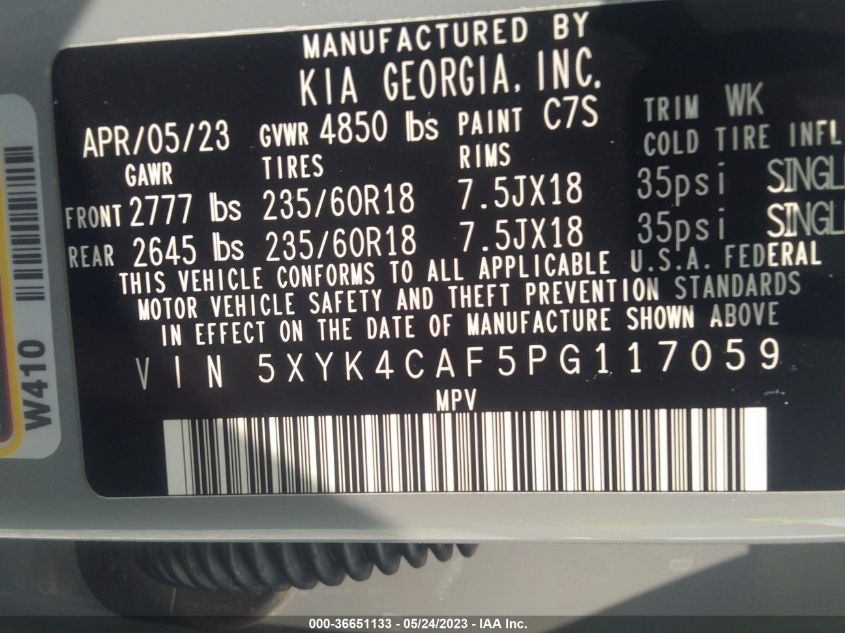 MANUFACTURED BY
KIA GEORGIA, INC.
APR/05/23 GVWR 4850 lbs PAINT C7S TRIM WK
GAWR TIRES RIMS COLD TIRE INFL
FRONT 2777 lbs 235/60R18 7.5JX18 35psi SINGL
REAR 2645 lbs 235/60R18 7.5JX18 35psi SINGL
THIS VEHICLE CONFORMS TO ALL APPLICABLE U.S.A. FEDERAL
MOTOR VEHICLE SAFETY AND THEFT PREVENTION STANDARDS
IN EFFECT ON THE DATE OF MANUFACTURE SHOWN ABOVE
VIN 5XYK4CAF5PG117059
MPV
W410
000-36651133 - 05/24/2023 - IAA Inc.